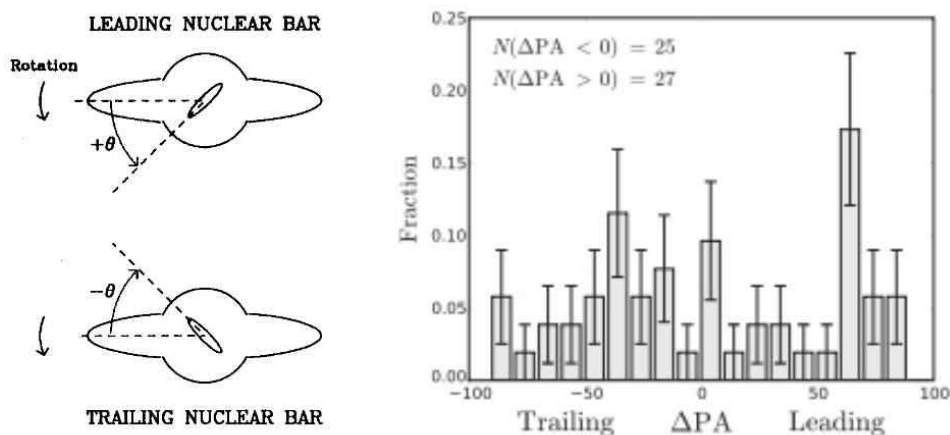 LEADING NUCLEAR BAR
Rotation
+θ
−θ
TRAILING NUCLEAR BAR
N(ΔPA < 0) = 25
N(ΔPA > 0) = 27
0.25
0.20
0.15
0.10
0.05
0.00
Fraction
−100 −50 0 50 100
Trailing ΔPA Leading